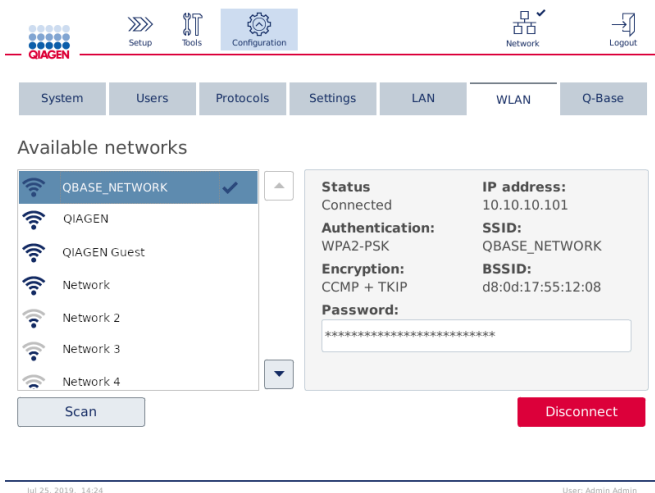 QIAGEN
Setup
Tools
Configuration
Network
Logout
System
Users
Protocols
Settings
LAN
WLAN
Q-Base
Available networks
QBASE_NETWORK
QIAGEN
QIAGEN Guest
Network
Network 2
Network 3
Network 4
Status
Connected
IP address:
10.10.10.101
Authentication:
WPA2-PSK
SSID:
QBASE_NETWORK
Encryption:
CCMP + TKIP
BSSID:
d8:0d:17:55:12:08
Password:
**************************
Scan
Disconnect
Jul 25, 2019, 14:24
User: Admin Admin